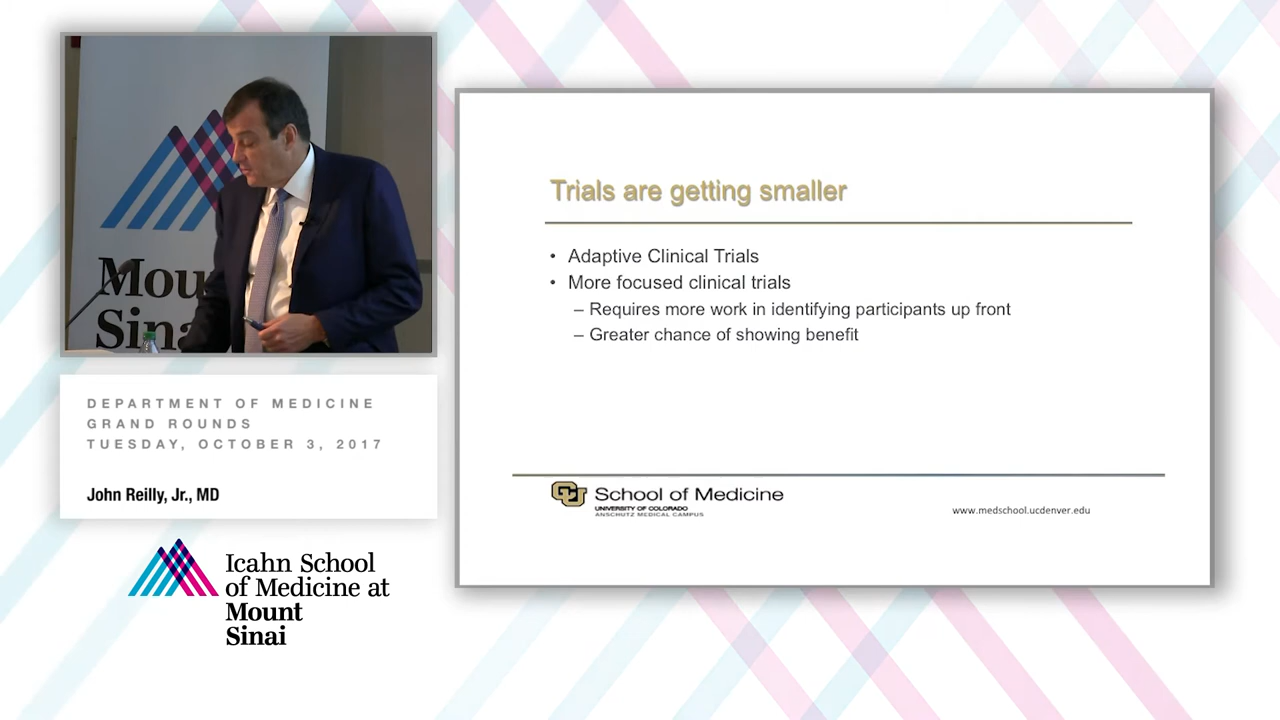 Mou
Sina
DEPARTMENT OF MEDICINE
GRAND ROUNDS
TUESDAY, OCTOBER 3, 2017
John Reilly, Jr., MD
Icahn School
of Medicine at
Mount
Sinai
Trials are getting smaller
• Adaptive Clinical Trials
• More focused clinical trials
– Requires more work in identifying participants up front
– Greater chance of showing benefit
CU School of Medicine
UNIVERSITY OF COLORADO
ANSCHUTZ MEDICAL CAMPUS
www.medschool.ucdenver.edu